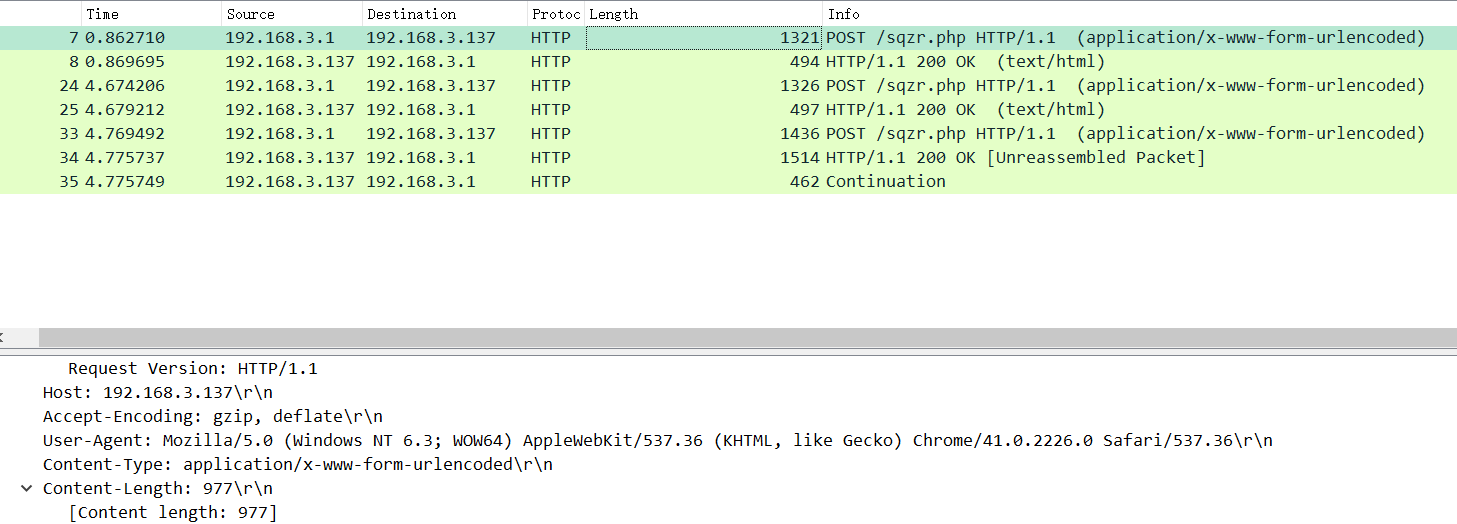 Time Source Destination Protoc Length Info
7 0.862710 192.168.3.1 192.168.3.137 HTTP 1321 POST /sqzr.php HTTP/1.1  (application/x-www-form-urlencoded)
8 0.869695 192.168.3.137 192.168.3.1 HTTP 494 HTTP/1.1 200 OK  (text/html)
24 4.674206 192.168.3.1 192.168.3.137 HTTP 1326 POST /sqzr.php HTTP/1.1  (application/x-www-form-urlencoded)
25 4.679212 192.168.3.137 192.168.3.1 HTTP 497 HTTP/1.1 200 OK  (text/html)
33 4.769492 192.168.3.1 192.168.3.137 HTTP 1436 POST /sqzr.php HTTP/1.1  (application/x-www-form-urlencoded)
34 4.775737 192.168.3.137 192.168.3.1 HTTP 1514 HTTP/1.1 200 OK [Unreassembled Packet]
35 4.775749 192.168.3.137 192.168.3.1 HTTP 462 Continuation
Request Version: HTTP/1.1
Host: 192.168.3.137\r\n
Accept-Encoding: gzip, deflate\r\n
User-Agent: Mozilla/5.0 (Windows NT 6.3; WOW64) AppleWebKit/537.36 (KHTML, like Gecko) Chrome/41.0.2226.0 Safari/537.36\r\n
Content-Type: application/x-www-form-urlencoded\r\n
Content-Length: 977\r\n
[Content length: 977]